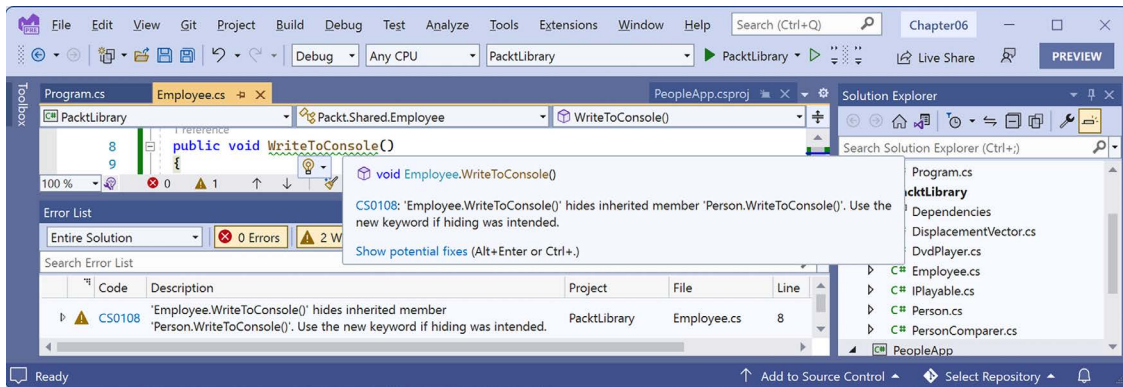 File Edit View Git Project Build Debug Test Analyze Tools Extensions Window Help Search (Ctrl+Q) Chapter06
Debug Any CPU PacktLibrary PacktLibrary Live Share PREVIEW
Toolbox
Program.cs Employee.cs PeopleApp.csproj
PacktLibrary Packt.Shared.Employee WriteToConsole()
1 reference
8 public void WriteToConsole()
9 {
100 % 0 1
void Employee.WriteToConsole()
CS0108: 'Employee.WriteToConsole()' hides inherited member 'Person.WriteToConsole()'. Use the
new keyword if hiding was intended.
Show potential fixes (Alt+Enter or Ctrl+.)
Error List
Entire Solution 0 Errors 2 W
Search Error List
Code Description Project File Line
CS0108 'Employee.WriteToConsole()' hides inherited member
'Person.WriteToConsole()'. Use the new keyword if hiding was intended. PacktLibrary Employee.cs 8
Solution Explorer
Search Solution Explorer (Ctrl+;)
Program.cs
cktLibrary
Dependencies
DisplacementVector.cs
DvdPlayer.cs
C# Employee.cs
C# IPlayable.cs
C# Person.cs
C# PersonComparer.cs
C# PeopleApp
Ready Add to Source Control Select Repository